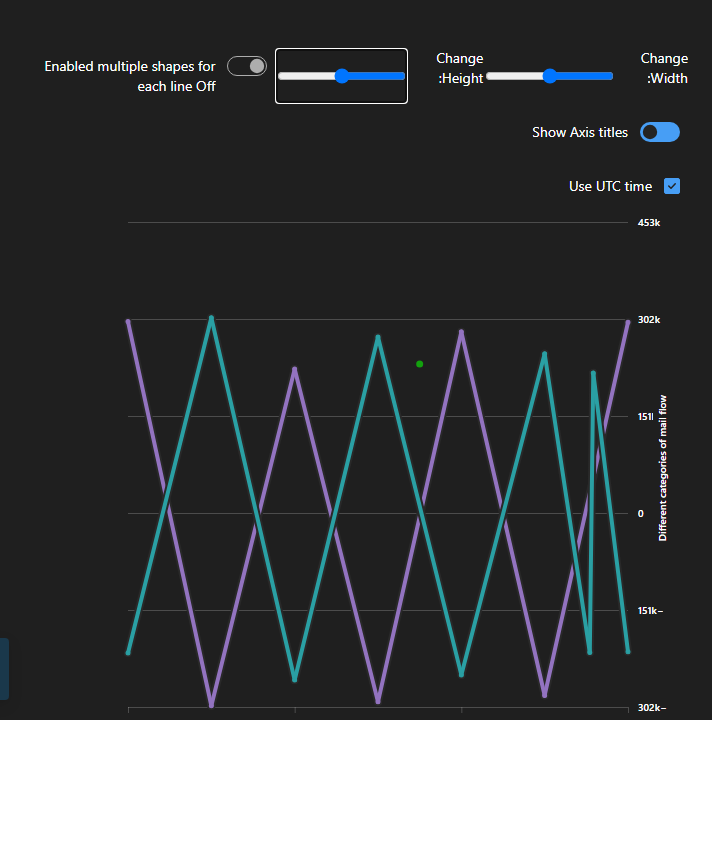 Change
:Width
Change
:Height
Enabled multiple shapes for
each line Off
Show Axis titles
Use UTC time
453k
302k
151
0
151k−
302k−
Different categories of mail flow